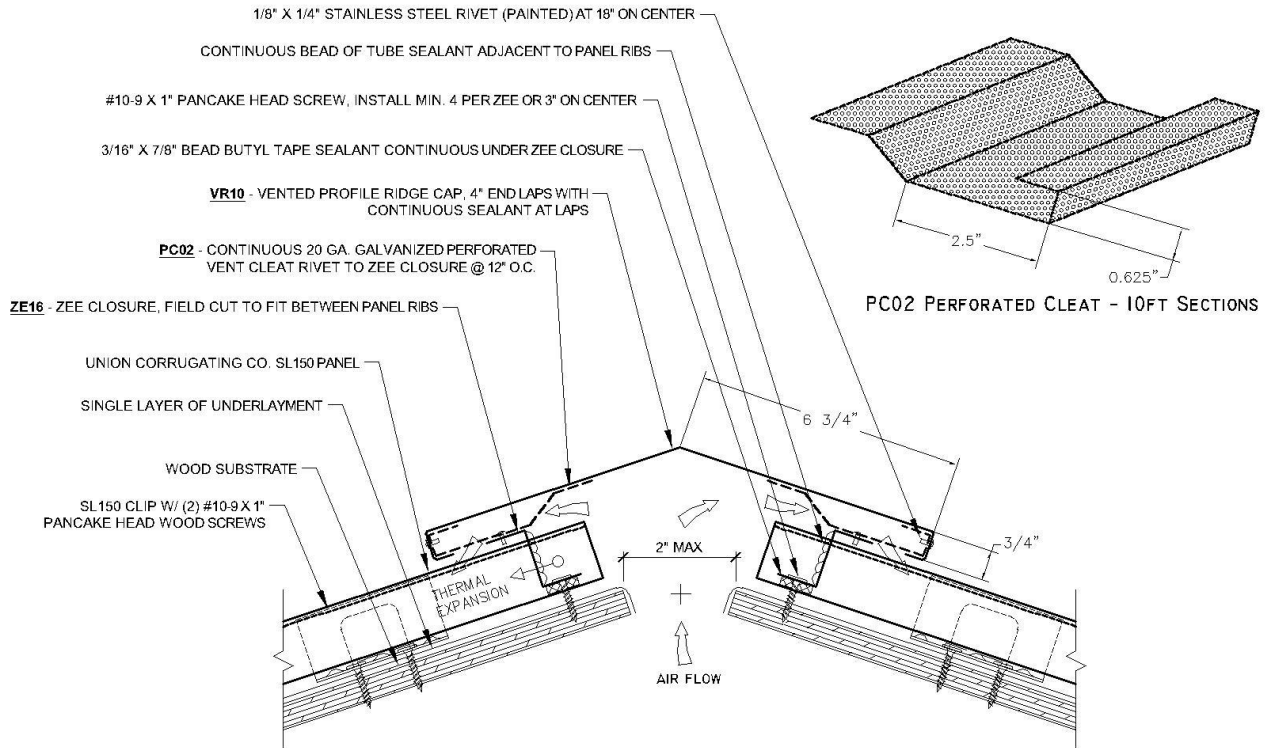 1/8" X 1/4" STAINLESS STEEL RIVET (PAINTED) AT 18" ON CENTER
CONTINUOUS BEAD OF TUBE SEALANT ADJACENT TO PANEL RIBS
#10-9 X 1" PANCAKE HEAD SCREW, INSTALL MIN. 4 PER ZEE OR 3" ON CENTER
3/16" X 7/8" BEAD BUTYL TAPE SEALANT CONTINUOUS UNDER ZEE CLOSURE
VR10 - VENTED PROFILE RIDGE CAP, 4" END LAPS WITH
CONTINUOUS SEALANT AT LAPS
PC02 - CONTINUOUS 20 GA. GALVANIZED PERFORATED
VENT CLEAT RIVET TO ZEE CLOSURE @ 12" O.C.
ZE16 - ZEE CLOSURE, FIELD CUT TO FIT BETWEEN PANEL RIBS
UNION CORRUGATING CO. SL150 PANEL
SINGLE LAYER OF UNDERLAYMENT
WOOD SUBSTRATE
SL150 CLIP W/ (2) #10-9 X 1"
PANCAKE HEAD WOOD SCREWS
2.5"
0.625"
PC02 PERFORATED CLEAT - 10FT SECTIONS
6 3/4"
3/4"
2" MAX
THERMAL
EXPANSION
AIR FLOW